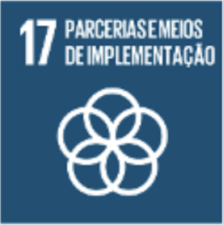 17 PARCERIAS E MEIOS
DE IMPLEMENTAÇÃO